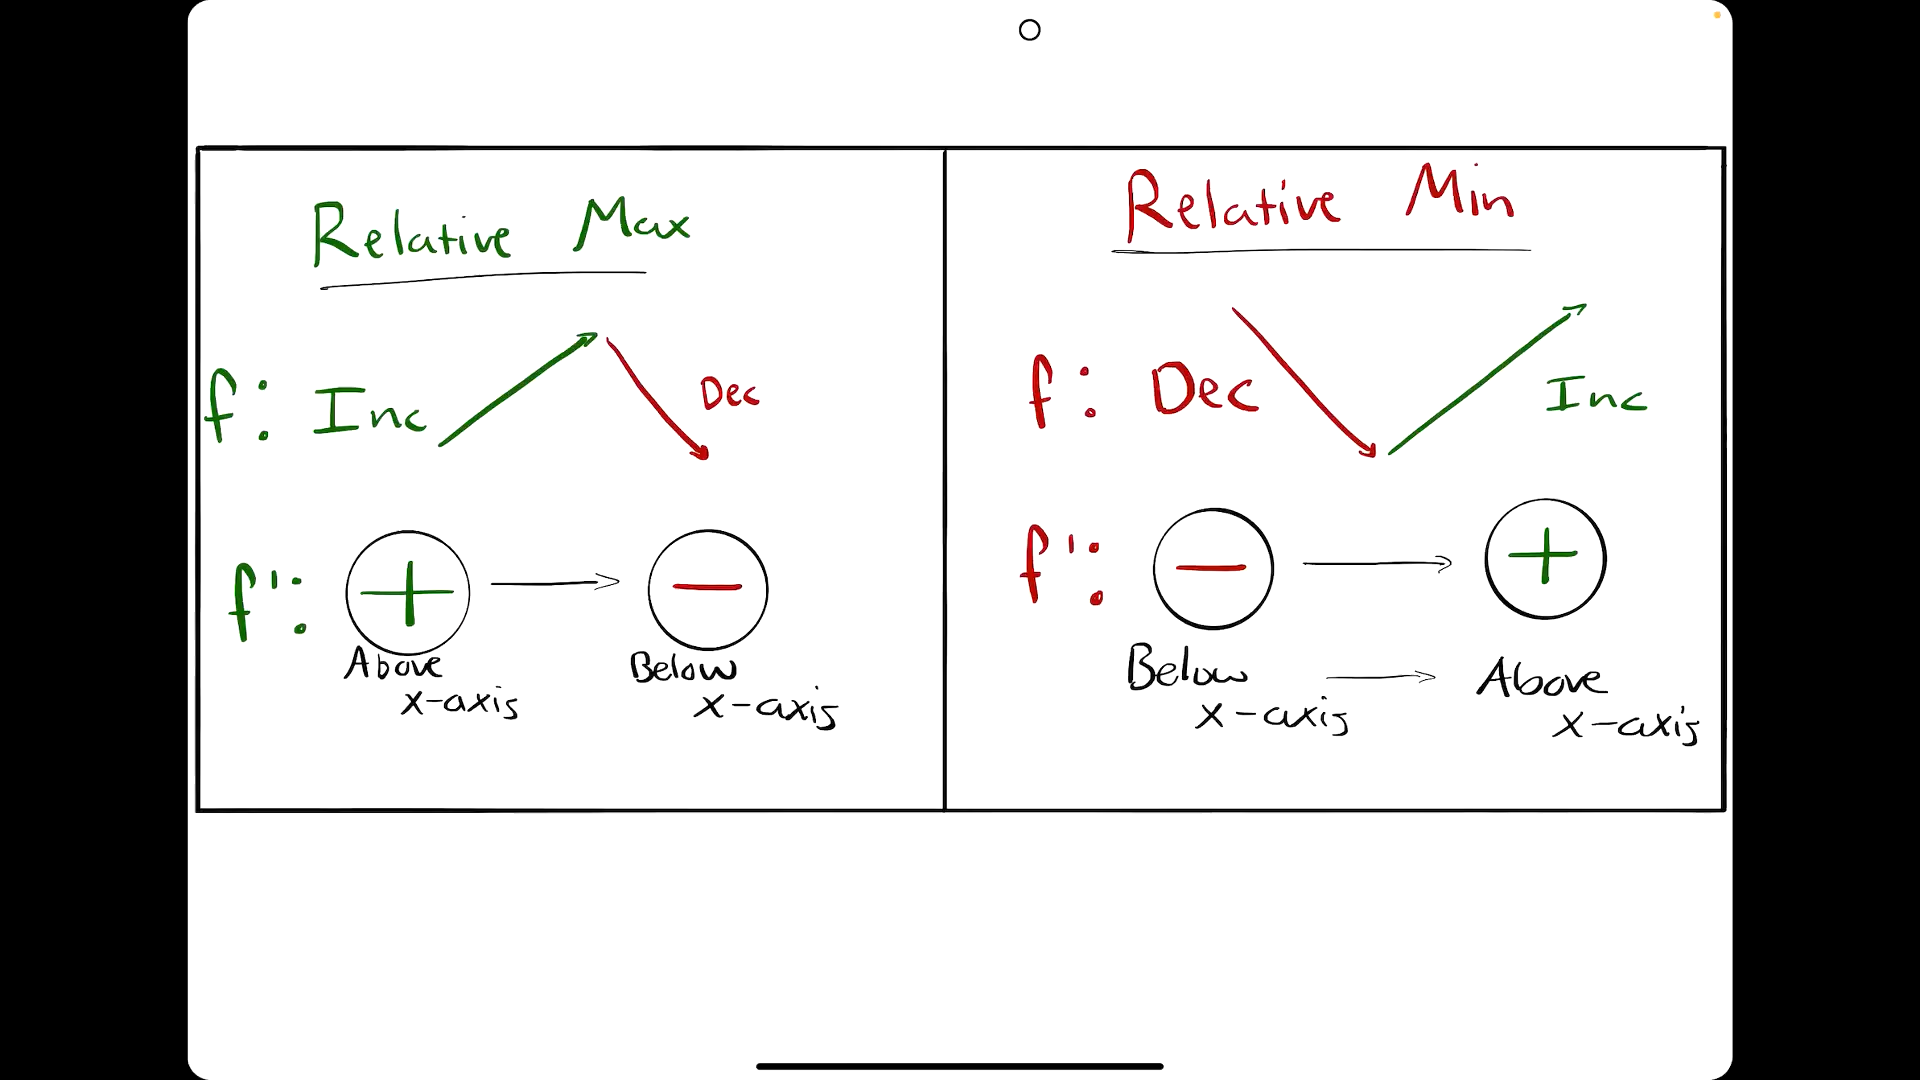 Relative Max
f: Inc Dec
f': + → −
Above Below
x-axis x-axis
Relative Min
f: Dec Inc
f': − → +
Below → Above
x-axis x-axis